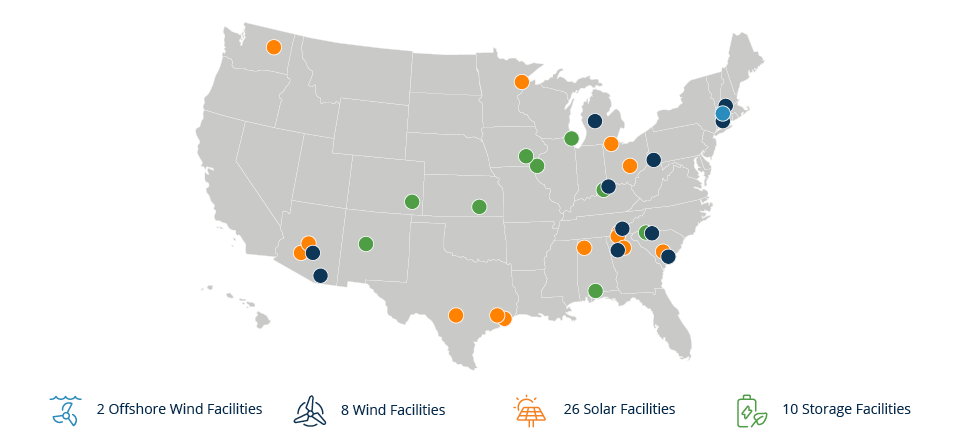 2 Offshore Wind Facilities
8 Wind Facilities
26 Solar Facilities
10 Storage Facilities